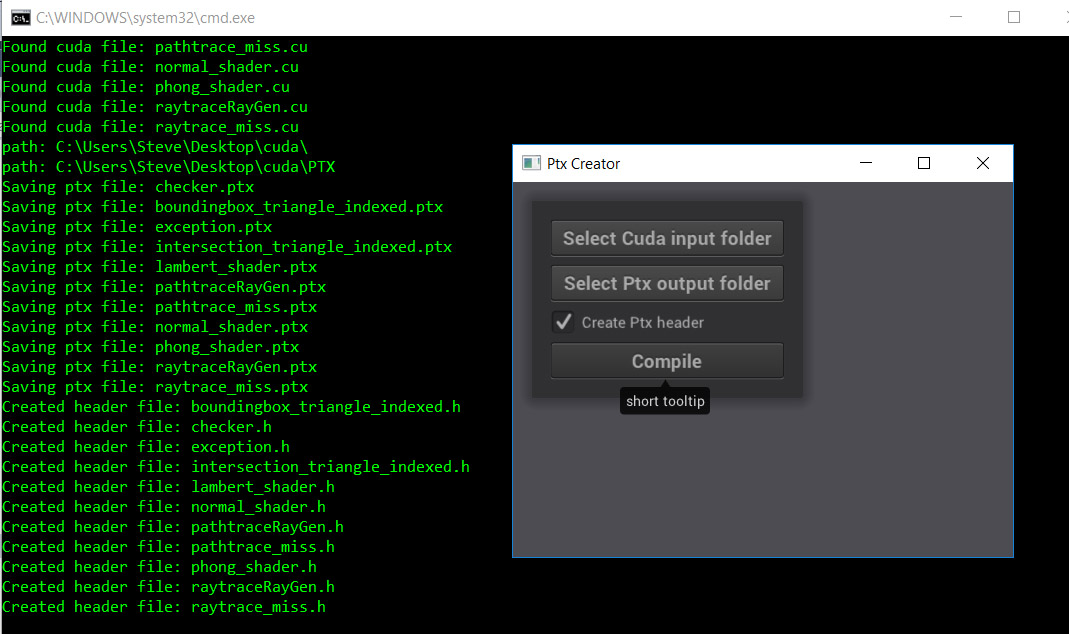 C:\WINDOWS\system32\cmd.exe
Found cuda file: pathtrace_miss.cu
Found cuda file: normal_shader.cu
Found cuda file: phong_shader.cu
Found cuda file: raytraceRayGen.cu
Found cuda file: raytrace_miss.cu
path: C:\Users\Steve\Desktop\cuda\
path: C:\Users\Steve\Desktop\cuda\PTX
Saving ptx file: checker.ptx
Saving ptx file: boundingbox_triangle_indexed.ptx
Saving ptx file: exception.ptx
Saving ptx file: intersection_triangle_indexed.ptx
Saving ptx file: lambert_shader.ptx
Saving ptx file: pathtraceRayGen.ptx
Saving ptx file: pathtrace_miss.ptx
Saving ptx file: normal_shader.ptx
Saving ptx file: phong_shader.ptx
Saving ptx file: raytraceRayGen.ptx
Saving ptx file: raytrace_miss.ptx
Created header file: boundingbox_triangle_indexed.h
Created header file: checker.h
Created header file: exception.h
Created header file: intersection_triangle_indexed.h
Created header file: lambert_shader.h
Created header file: normal_shader.h
Created header file: pathtraceRayGen.h
Created header file: pathtrace_miss.h
Created header file: phong_shader.h
Created header file: raytraceRayGen.h
Created header file: raytrace_miss.h
Ptx Creator
Select Cuda input folder
Select Ptx output folder
Create Ptx header
Compile
short tooltip